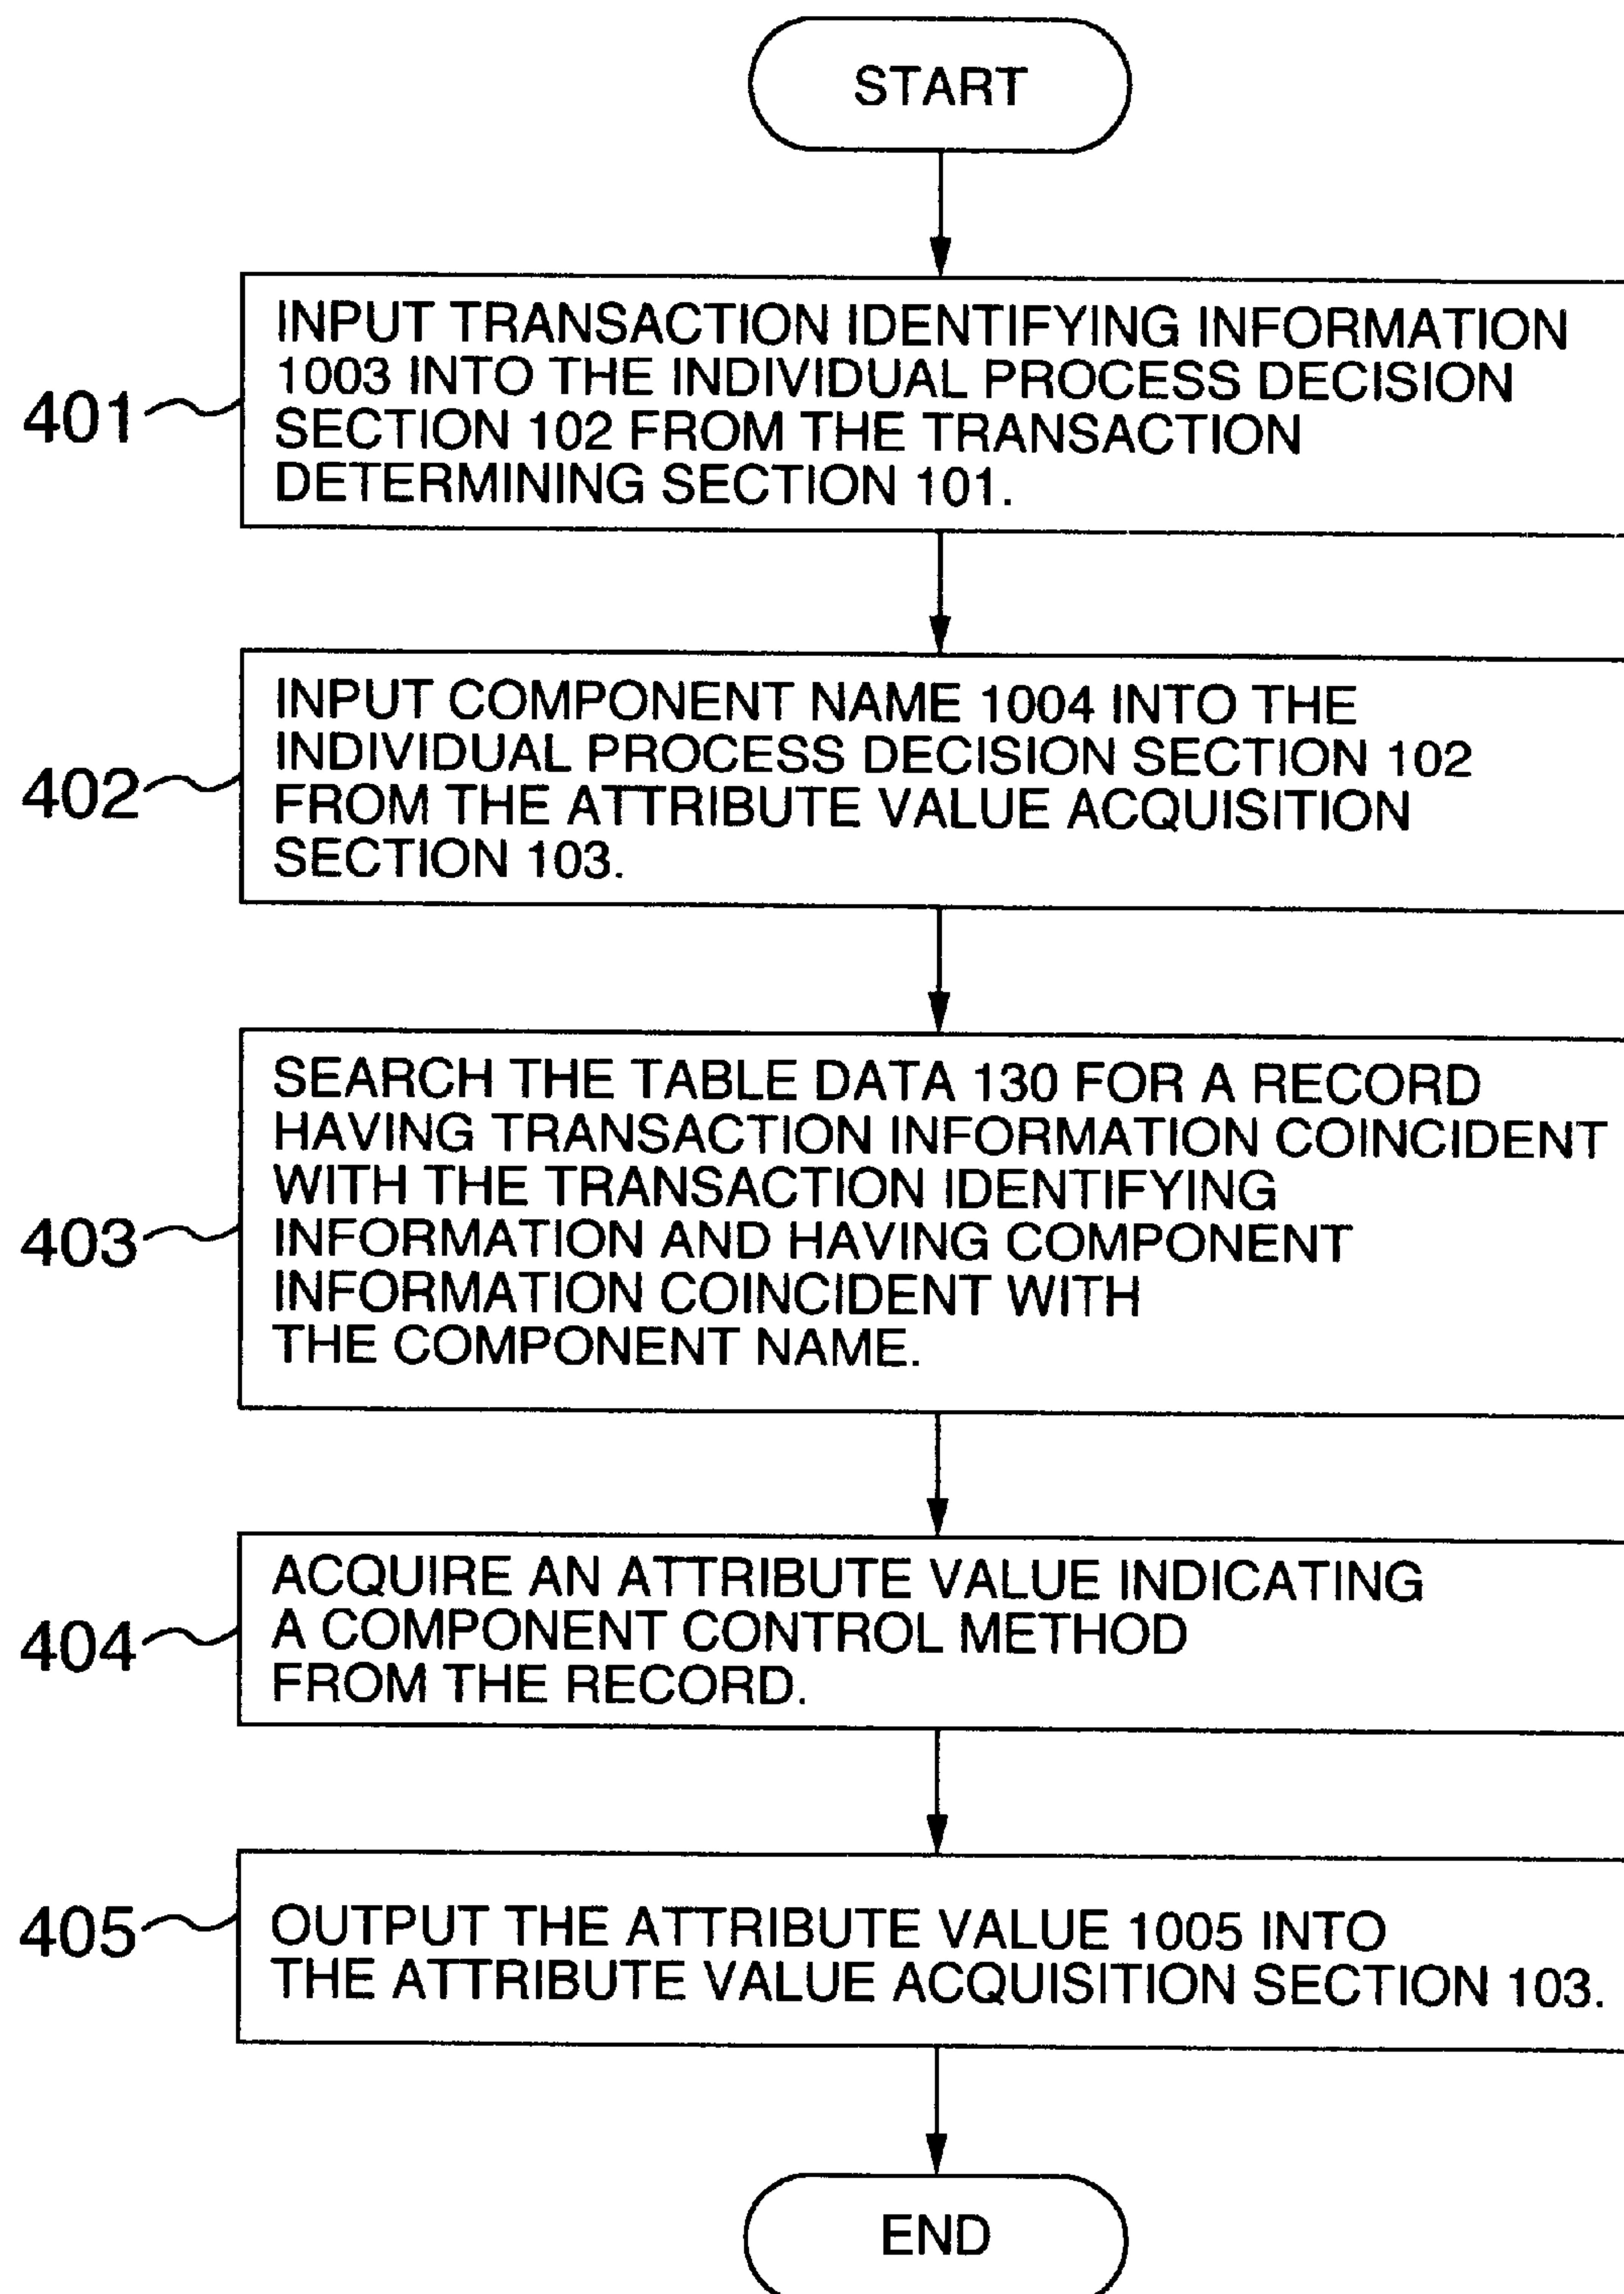 START
401
INPUT TRANSACTION IDENTIFYING INFORMATION
1003 INTO THE INDIVIDUAL PROCESS DECISION
SECTION 102 FROM THE TRANSACTION
DETERMINING SECTION 101.
402
INPUT COMPONENT NAME 1004 INTO THE
INDIVIDUAL PROCESS DECISION SECTION 102
FROM THE ATTRIBUTE VALUE ACQUISITION
SECTION 103.
403
SEARCH THE TABLE DATA 130 FOR A RECORD
HAVING TRANSACTION INFORMATION COINCIDENT
WITH THE TRANSACTION IDENTIFYING
INFORMATION AND HAVING COMPONENT
INFORMATION COINCIDENT WITH
THE COMPONENT NAME.
404
ACQUIRE AN ATTRIBUTE VALUE INDICATING
A COMPONENT CONTROL METHOD
FROM THE RECORD.
405
OUTPUT THE ATTRIBUTE VALUE 1005 INTO
THE ATTRIBUTE VALUE ACQUISITION SECTION 103.
END